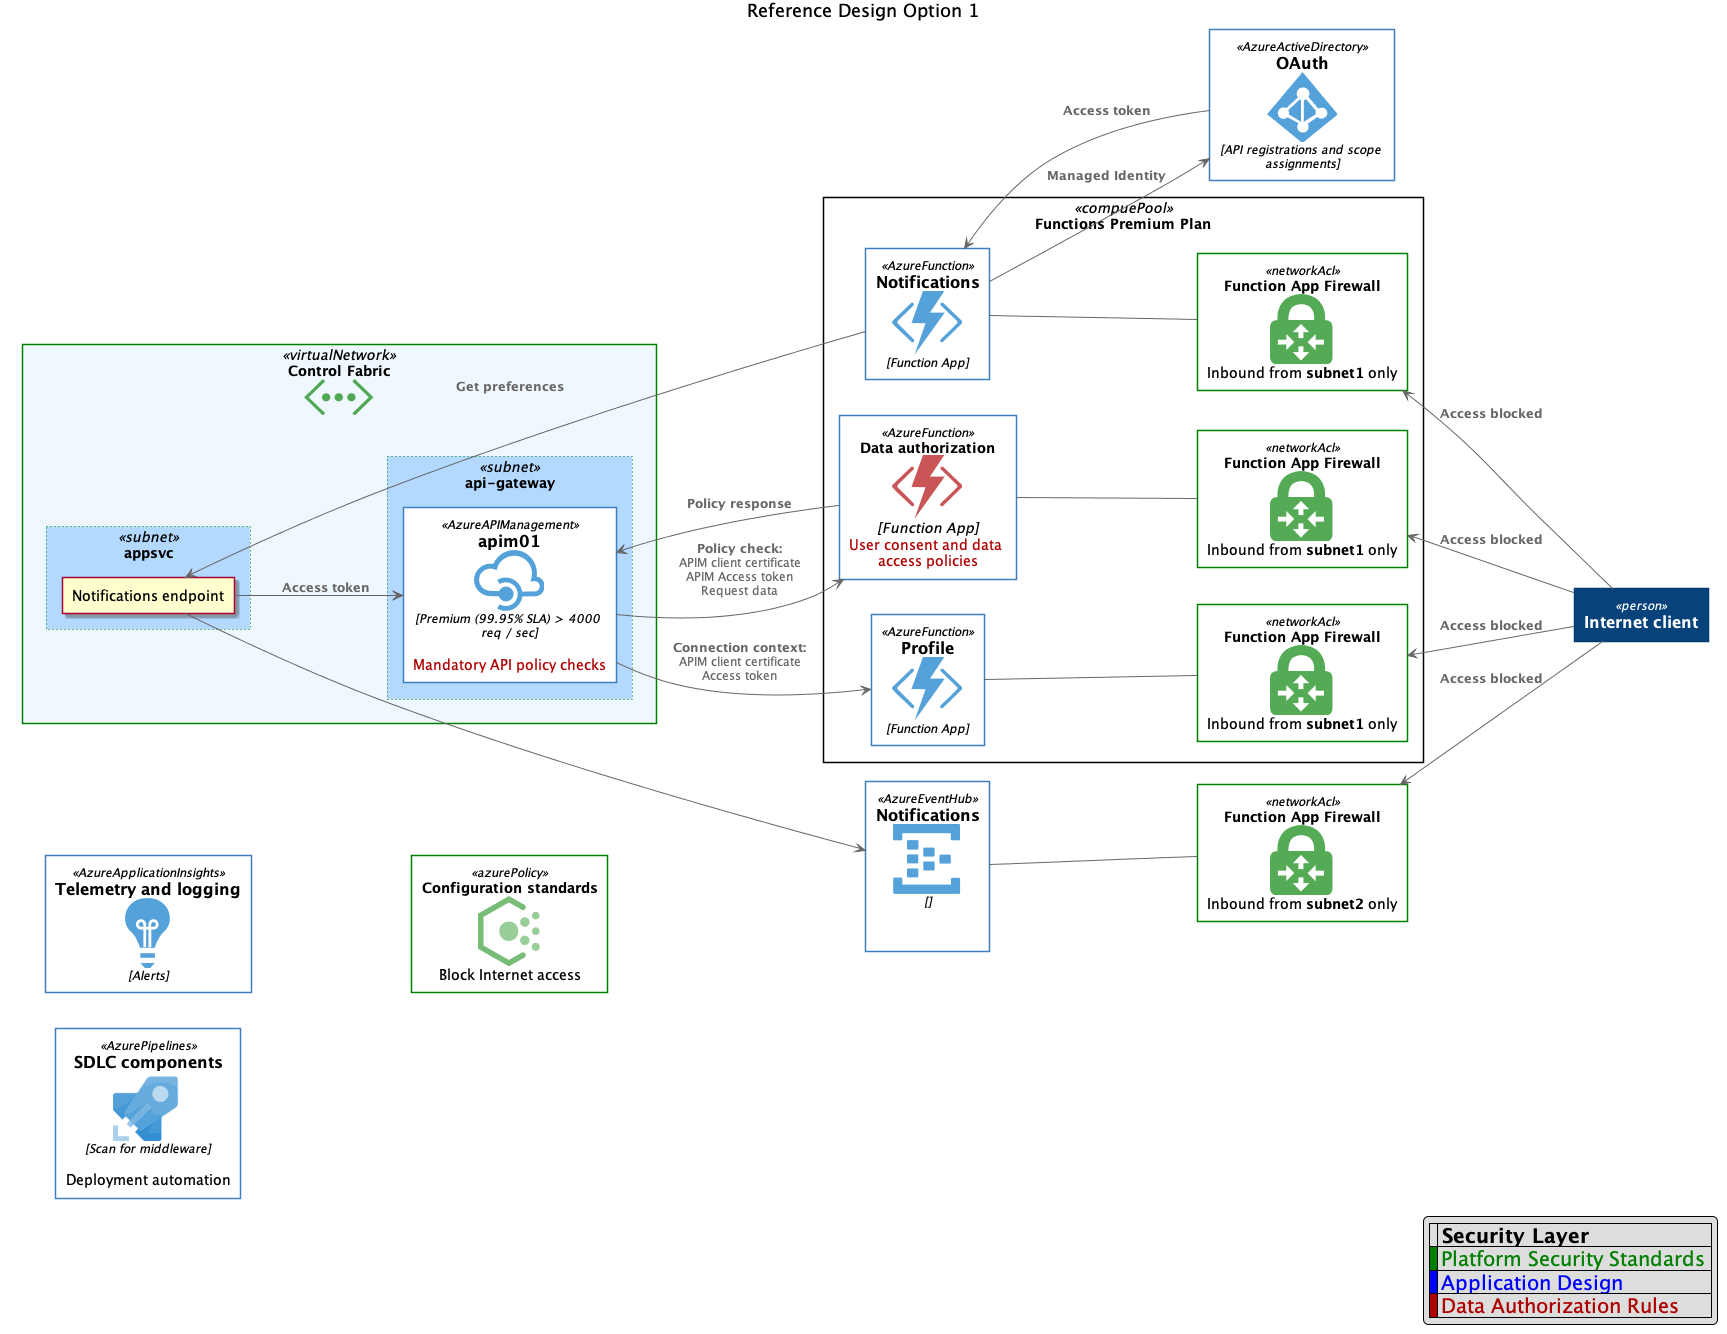 Reference Design Option 1
«AzureActiveDirectory»
OAuth
[API registrations and scope
assignments]
Access token
Managed Identity
«compuePool»
Functions Premium Plan
«AzureFunction»
Notifications
[Function App]
«networkAcl»
Function App Firewall
Inbound from subnet1 only
«virtualNetwork»
Control Fabric
Get preferences
Access blocked
«AzureFunction»
Data authorization
[Function App]
User consent and data
access policies
«networkAcl»
Function App Firewall
Inbound from subnet1 only
«subnet»
api-gateway
«AzureAPIManagement»
apim01
[Premium (99.95% SLA) > 4000
req / sec]
Mandatory API policy checks
Policy response
Policy check:
APIM client certificate
APIM Access token
Request data
Access blocked
«subnet»
appsvc
Notifications endpoint
Access token
«person»
Internet client
Connection context:
APIM client certificate
Access token
«AzureFunction»
Profile
[Function App]
«networkAcl»
Function App Firewall
Inbound from subnet1 only
Access blocked
Access blocked
«AzureEventHub»
Notifications
[]
«networkAcl»
Function App Firewall
Inbound from subnet2 only
«AzureApplicationInsights»
Telemetry and logging
[Alerts]
«azurePolicy»
Configuration standards
Block Internet access
«AzurePipelines»
SDLC components
[Scan for middleware]
Deployment automation
Security Layer
Platform Security Standards
Application Design
Data Authorization Rules